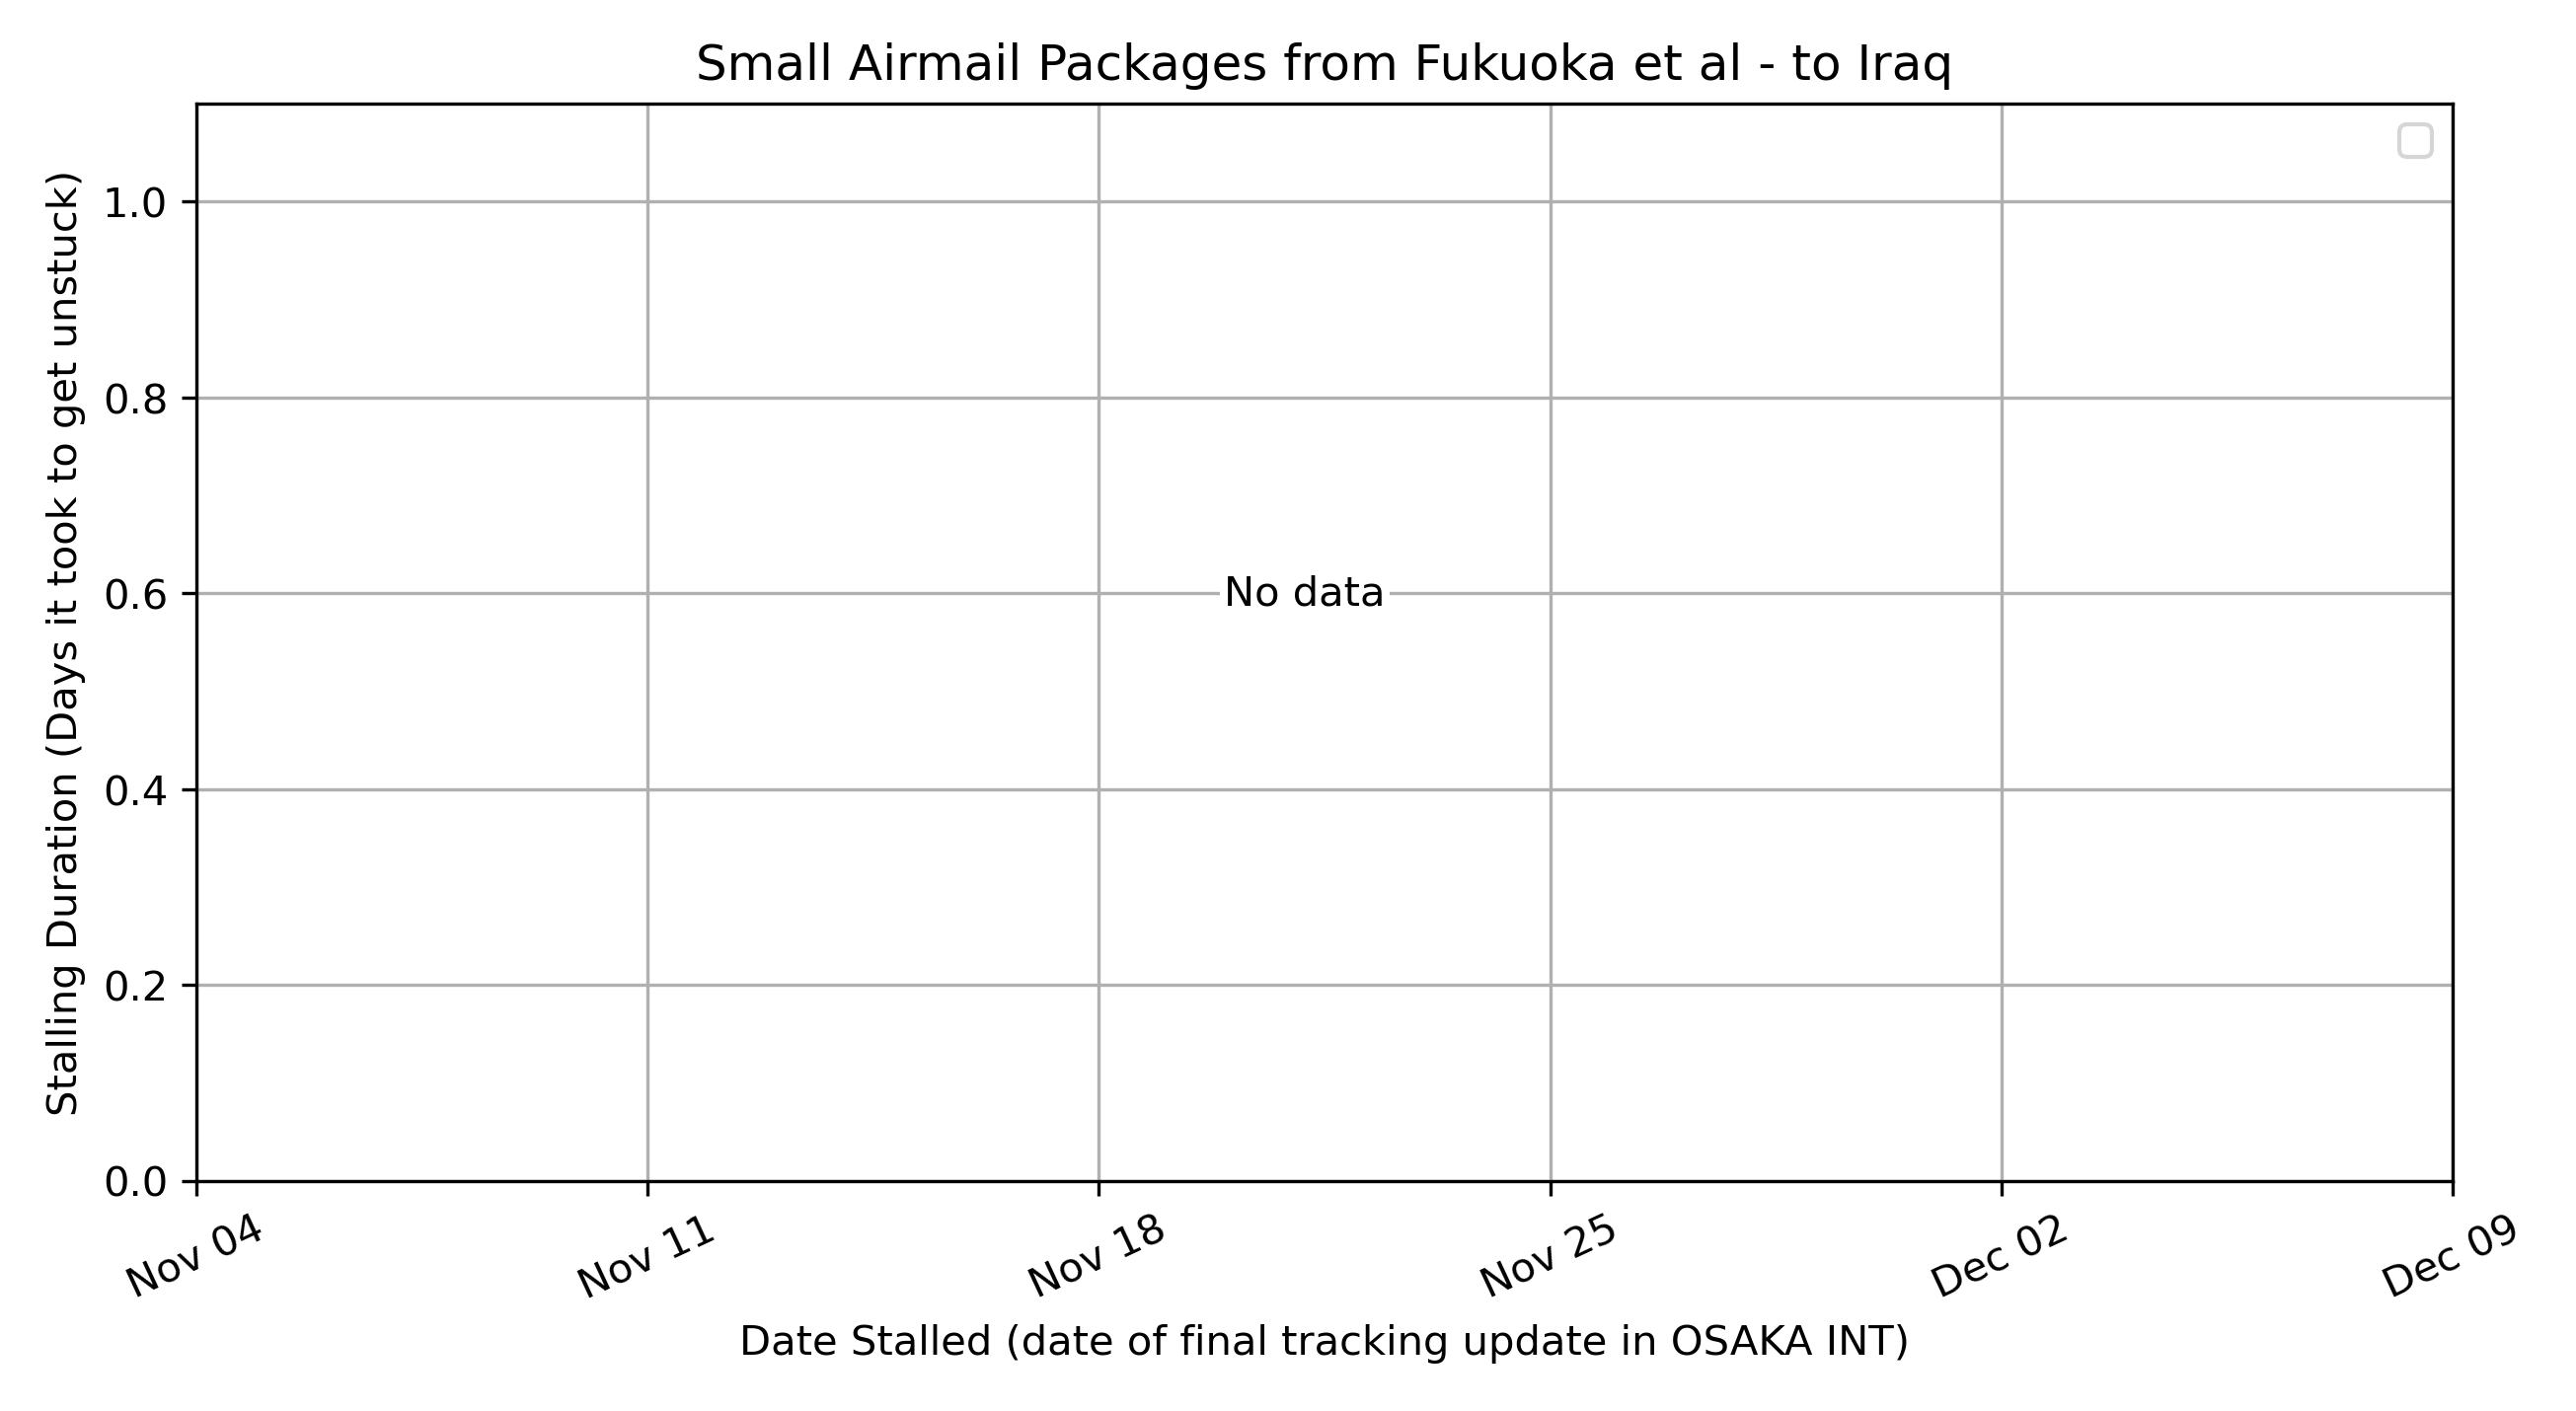 Small Airmail Packages from Fukuoka et al - to Iraq
Stalling Duration (Days it took to get unstuck)
1.0
0.8
0.6
0.4
0.2
0.0
No data
Nov 04
Nov 11
Nov 18
Nov 25
Dec 02
Dec 09
Date Stalled (date of final tracking update in OSAKA INT)